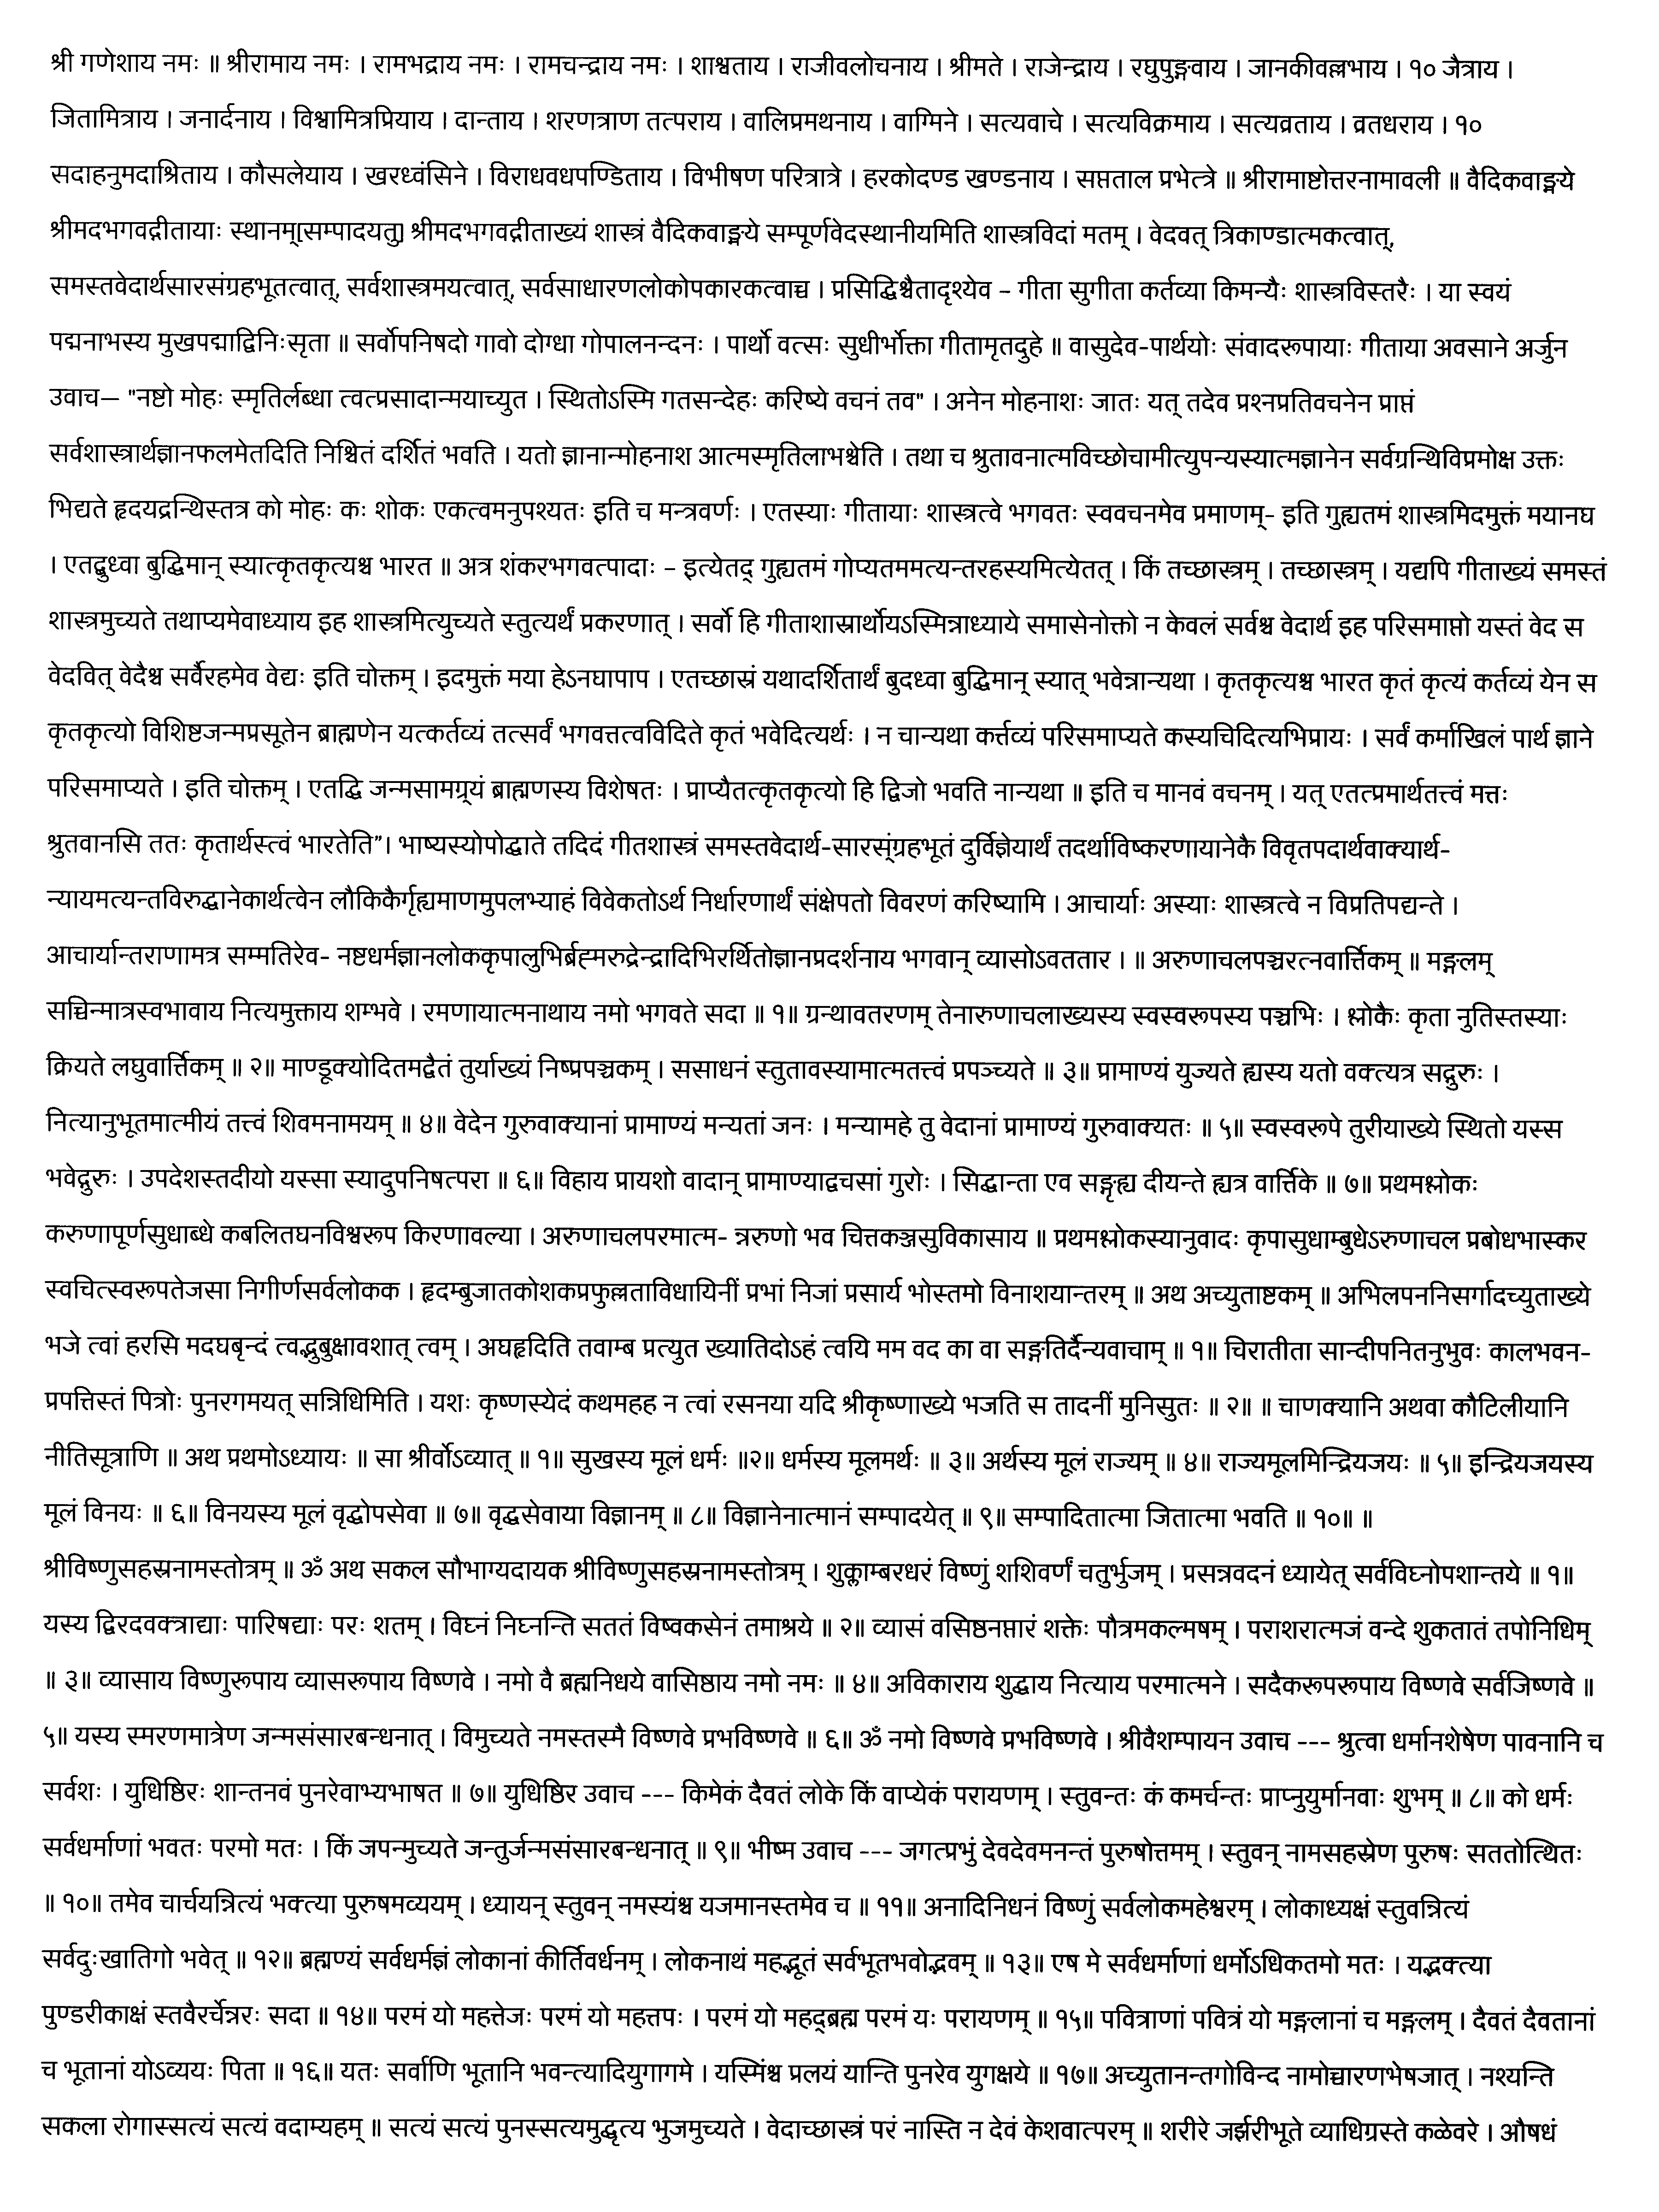 श्री गणेशाय नमः ॥ श्रीरामाय नमः । रामभद्राय नमः । रामचन्द्राय नमः । शाश्वताय । राजीवलोचनाय । श्रीमते । राजेन्द्राय । रघुपुङ्गवाय । जानकीवल्लभाय । १० जैत्राय ।
जितामित्राय । जनार्दनाय । विश्वामित्रप्रियाय । दान्ताय । शरणत्राण तत्पराय । वालिप्रमथनाय । वाग्मिने । सत्यवाचे । सत्यविक्रमाय । सत्यव्रताय । व्रतधराय । १०
सदाहनुमदाश्रिताय । कौसलेयाय । खरध्वंसिने । विराधवधपण्डिताय । विभीषण परित्रात्रे । हरकोदण्ड खण्डनाय । सप्तताल प्रभेत्त्रे ॥ श्रीरामाष्टोत्तरनामावली ॥ वैदिकवाङ्मये
श्रीमदभगवद्गीतायाः स्थानम्[सम्पादयतु] श्रीमदभगवद्गीताख्यं शास्त्रं वैदिकवाङ्मये सम्पूर्णवेदस्थानीयमिति शास्त्रविदां मतम् । वेदवत् त्रिकाण्डात्मकत्वात्,
समस्तवेदार्थसारसंग्रहभूतत्वात्, सर्वशास्त्रमयत्वात्, सर्वसाधारणलोकोपकारकत्वाच्च । प्रसिद्धिश्चैतादृश्येव – गीता सुगीता कर्तव्या किमन्यैः शास्त्रविस्तरैः । या स्वयं
पद्मनाभस्य मुखपद्माद्विनिःसृता ॥ सर्वोपनिषदो गावो दोग्धा गोपालनन्दनः । पार्थो वत्सः सुधीर्भोक्ता गीतामृतदुहे ॥ वासुदेव-पार्थयोः संवादरूपायाः गीताया अवसाने अर्जुन
उवाच— "नष्टो मोहः स्मृतिर्लब्धा त्वत्प्रसादान्मयाच्युत । स्थितोऽस्मि गतसन्देहः करिष्ये वचनं तव" । अनेन मोहनाशः जातः यत् तदेव प्रश्नप्रतिवचनेन प्राप्तं
सर्वशास्त्रार्थज्ञानफलमेतदिति निश्चितं दर्शितं भवति । यतो ज्ञानान्मोहनाश आत्मस्मृतिलाभश्चेति । तथा च श्रुतावनात्मविच्छोचामीत्युपन्यस्यात्मज्ञानेन सर्वग्रन्थिविप्रमोक्ष उक्तः
भिद्यते हृदयद्रन्थिस्तत्र को मोहः कः शोकः एकत्वमनुपश्यतः इति च मन्त्रवर्णः । एतस्याः गीतायाः शास्त्रत्वे भगवतः स्ववचनमेव प्रमाणम्- इति गुह्यतमं शास्त्रमिदमुक्तं मयानघ
। एतद्बुध्वा बुद्धिमान् स्यात्कृतकृत्यश्च भारत ॥ अत्र शंकरभगवत्पादाः – इत्येतद् गुह्यतमं गोप्यतममत्यन्तरहस्यमित्येतत् । किं तच्छास्त्रम् । तच्छास्त्रम् । यद्यपि गीताख्यं समस्तं
शास्त्रमुच्यते तथाप्यमेवाध्याय इह शास्त्रमित्युच्यते स्तुत्यर्थं प्रकरणात् । सर्वो हि गीताशास्रार्थोयऽस्मिन्नाध्याये समासेनोक्तो न केवलं सर्वश्च वेदार्थ इह परिसमाप्तो यस्तं वेद स
वेदवित् वेदैश्च सर्वैरहमेव वेद्यः इति चोक्तम् । इदमुक्तं मया हेऽनघापाप । एतच्छास्रं यथादर्शितार्थं बुदध्वा बुद्धिमान् स्यात् भवेन्नान्यथा । कृतकृत्यश्च भारत कृतं कृत्यं कर्तव्यं येन स
कृतकृत्यो विशिष्टजन्मप्रसूतेन ब्राह्मणेन यत्कर्तव्यं तत्सर्वं भगवत्तत्वविदिते कृतं भवेदित्यर्थः । न चान्यथा कर्त्तव्यं परिसमाप्यते कस्यचिदित्यभिप्रायः । सर्वं कर्माखिलं पार्थ ज्ञाने
परिसमाप्यते । इति चोक्तम् । एतद्धि जन्मसामग्र्यं ब्राह्मणस्य विशेषतः । प्राप्यैतत्कृतकृत्यो हि द्विजो भवति नान्यथा ॥ इति च मानवं वचनम् । यत् एतत्प्रमार्थतत्त्वं मत्तः
श्रुतवानसि ततः कृतार्थस्त्वं भारतेति”। भाष्यस्योपोद्घाते तदिदं गीतशास्त्रं समस्तवेदार्थ-सारस्ंग्रहभूतं दुर्विज्ञेयार्थं तदर्थाविष्करणायानेकै विवृतपदार्थवाक्यार्थ-
न्यायमत्यन्तविरुद्धानेकार्थत्वेन लौकिकैर्गृह्यमाणमुपलभ्याहं विवेकतोऽर्थ निर्धारणार्थं संक्षेपतो विवरणं करिष्यामि । आचार्याः अस्याः शास्त्रत्वे न विप्रतिपद्यन्ते ।
आचार्यान्तराणामत्र सम्मतिरेव- नष्टधर्मज्ञानलोककृपालुभिर्ब्रह्मरुद्रेन्द्रादिभिरर्थितोज्ञानप्रदर्शनाय भगवान् व्यासोऽवततार । ॥ अरुणाचलपञ्चरत्नवार्त्तिकम् ॥ मङ्गलम्
सच्चिन्मात्रस्वभावाय नित्यमुक्ताय शम्भवे । रमणायात्मनाथाय नमो भगवते सदा ॥ १॥ ग्रन्थावतरणम् तेनारुणाचलाख्यस्य स्वस्वरूपस्य पञ्चभिः । श्लोकैः कृता नुतिस्तस्याः
क्रियते लघुवार्त्तिकम् ॥ २॥ माण्डूक्योदितमद्वैतं तुर्याख्यं निष्प्रपञ्चकम् । ससाधनं स्तुतावस्यामात्मतत्त्वं प्रपञ्च्यते ॥ ३॥ प्रामाण्यं युज्यते ह्यस्य यतो वक्त्यत्र सद्गुरुः ।
नित्यानुभूतमात्मीयं तत्त्वं शिवमनामयम् ॥ ४॥ वेदेन गुरुवाक्यानां प्रामाण्यं मन्यतां जनः । मन्यामहे तु वेदानां प्रामाण्यं गुरुवाक्यतः ॥ ५॥ स्वस्वरूपे तुरीयाख्ये स्थितो यस्स
भवेद्गुरुः । उपदेशस्तदीयो यस्सा स्यादुपनिषत्परा ॥ ६॥ विहाय प्रायशो वादान् प्रामाण्याद्वचसां गुरोः । सिद्धान्ता एव सङ्गृह्य दीयन्ते ह्यत्र वार्त्तिके ॥ ७॥ प्रथमश्लोकः
करुणापूर्णसुधाब्धे कबलितघनविश्वरूप किरणावल्या । अरुणाचलपरमात्म- न्नरुणो भव चित्तकञ्जसुविकासाय ॥ प्रथमश्लोकस्यानुवादः कृपासुधाम्बुधेऽरुणाचल प्रबोधभास्कर
स्वचित्स्वरूपतेजसा निगीर्णसर्वलोकक । हृदम्बुजातकोशकप्रफुल्लताविधायिनीं प्रभां निजां प्रसार्य भोस्तमो विनाशयान्तरम् ॥ अथ अच्युताष्टकम् ॥ अभिलपननिसर्गादच्युताख्ये
भजे त्वां हरसि मदघबृन्दं त्वद्भुबुक्षावशात् त्वम् । अघहृदिति तवाम्ब प्रत्युत ख्यातिदोऽहं त्वयि मम वद का वा सङ्गतिर्दैन्यवाचाम् ॥ १॥ चिरातीता सान्दीपनितनुभुवः कालभवन-
प्रपत्तिस्तं पित्रोः पुनरगमयत् सन्निधिमिति । यशः कृष्णस्येदं कथमहह न त्वां रसनया यदि श्रीकृष्णाख्ये भजति स तादनीं मुनिसुतः ॥ २॥ ॥ चाणक्यानि अथवा कौटिलीयानि
नीतिसूत्राणि ॥ अथ प्रथमोऽध्यायः ॥ सा श्रीर्वोऽव्यात् ॥ १॥ सुखस्य मूलं धर्मः ॥२॥ धर्मस्य मूलमर्थः ॥ ३॥ अर्थस्य मूलं राज्यम् ॥ ४॥ राज्यमूलमिन्द्रियजयः ॥ ५॥ इन्द्रियजयस्य
मूलं विनयः ॥ ६॥ विनयस्य मूलं वृद्धोपसेवा ॥ ७॥ वृद्धसेवाया विज्ञानम् ॥ ८॥ विज्ञानेनात्मानं सम्पादयेत् ॥ ९॥ सम्पादितात्मा जितात्मा भवति ॥ १०॥ ॥
श्रीविष्णुसहस्रनामस्तोत्रम् ॥ ॐ अथ सकल सौभाग्यदायक श्रीविष्णुसहस्रनामस्तोत्रम् । शुक्लाम्बरधरं विष्णुं शशिवर्णं चतुर्भुजम् । प्रसन्नवदनं ध्यायेत् सर्वविघ्नोपशान्तये ॥ १॥
यस्य द्विरदवक्त्राद्याः पारिषद्याः परः शतम् । विघ्नं निघ्नन्ति सततं विष्वकसेनं तमाश्रये ॥ २॥ व्यासं वसिष्ठनप्तारं शक्तेः पौत्रमकल्मषम् । पराशरात्मजं वन्दे शुकतातं तपोनिधिम्
॥ ३॥ व्यासाय विष्णुरूपाय व्यासरूपाय विष्णवे । नमो वै ब्रह्मनिधये वासिष्ठाय नमो नमः ॥ ४॥ अविकाराय शुद्धाय नित्याय परमात्मने । सदैकरूपरूपाय विष्णवे सर्वजिष्णवे ॥
५॥ यस्य स्मरणमात्रेण जन्मसंसारबन्धनात् । विमुच्यते नमस्तस्मै विष्णवे प्रभविष्णवे ॥ ६॥ ॐ नमो विष्णवे प्रभविष्णवे । श्रीवैशम्पायन उवाच --- श्रुत्वा धर्मानशेषेण पावनानि च
सर्वशः । युधिष्ठिरः शान्तनवं पुनरेवाभ्यभाषत ॥ ७॥ युधिष्ठिर उवाच --- किमेकं दैवतं लोके किं वाप्येकं परायणम् । स्तुवन्तः कं कमर्चन्तः प्राप्नुयुर्मानवाः शुभम् ॥ ८॥ को धर्मः
सर्वधर्माणां भवतः परमो मतः । किं जपन्मुच्यते जन्तुर्जन्मसंसारबन्धनात् ॥ ९॥ भीष्म उवाच --- जगत्प्रभुं देवदेवमनन्तं पुरुषोत्तमम् । स्तुवन् नामसहस्रेण पुरुषः सततोत्थितः
॥ १०॥ तमेव चार्चयन्नित्यं भक्त्या पुरुषमव्ययम् । ध्यायन् स्तुवन् नमस्यंश्च यजमानस्तमेव च ॥ ११॥ अनादिनिधनं विष्णुं सर्वलोकमहेश्वरम् । लोकाध्यक्षं स्तुवन्नित्यं
सर्वदुःखातिगो भवेत् ॥ १२॥ ब्रह्मण्यं सर्वधर्मज्ञं लोकानां कीर्तिवर्धनम् । लोकनाथं महद्भूतं सर्वभूतभवोद्भवम् ॥ १३॥ एष मे सर्वधर्माणां धर्मोऽधिकतमो मतः । यद्भक्त्या
पुण्डरीकाक्षं स्तवैरर्चेन्नरः सदा ॥ १४॥ परमं यो महत्तेजः परमं यो महत्तपः । परमं यो महद्ब्रह्म परमं यः परायणम् ॥ १५॥ पवित्राणां पवित्रं यो मङ्गलानां च मङ्गलम् । दैवतं दैवतानां
च भूतानां योऽव्ययः पिता ॥ १६॥ यतः सर्वाणि भूतानि भवन्त्यादियुगागमे । यस्मिंश्च प्रलयं यान्ति पुनरेव युगक्षये ॥ १७॥ अच्युतानन्तगोविन्द नामोच्चारणभेषजात् । नश्यन्ति
सकला रोगास्सत्यं सत्यं वदाम्यहम् ॥ सत्यं सत्यं पुनस्सत्यमुद्धृत्य भुजमुच्यते । वेदाच्छास्त्रं परं नास्ति न देवं केशवात्परम् ॥ शरीरे जर्झरीभूते व्याधिग्रस्ते कळेवरे । औषधं